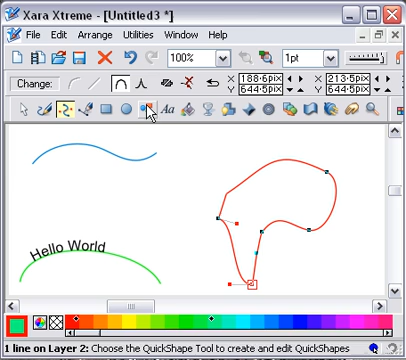 Xara Xtreme - [Untitled3 *]
File Edit Arrange Utilities Window Help
100% 1pt
Change: X 188·6pix X 213·5pix
Y 644·5pix Y 644·5pix
Aa
Hello World
1 line on Layer 2: Choose the QuickShape Tool to create and edit QuickShapes